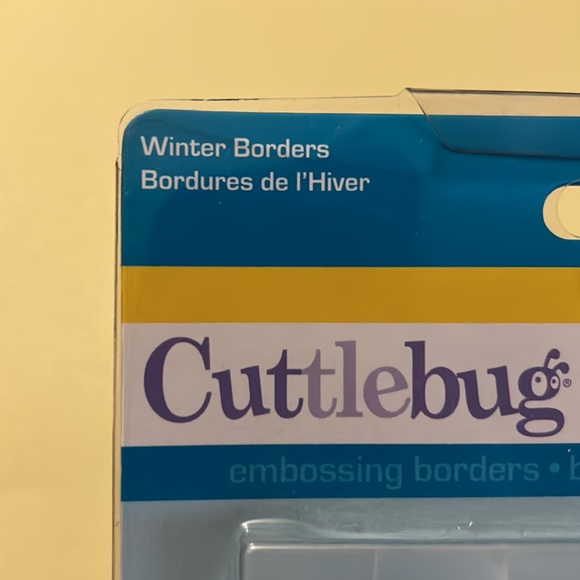 Winter Borders
Bordures de l'Hiver
Cuttlebug®
embossing borders •